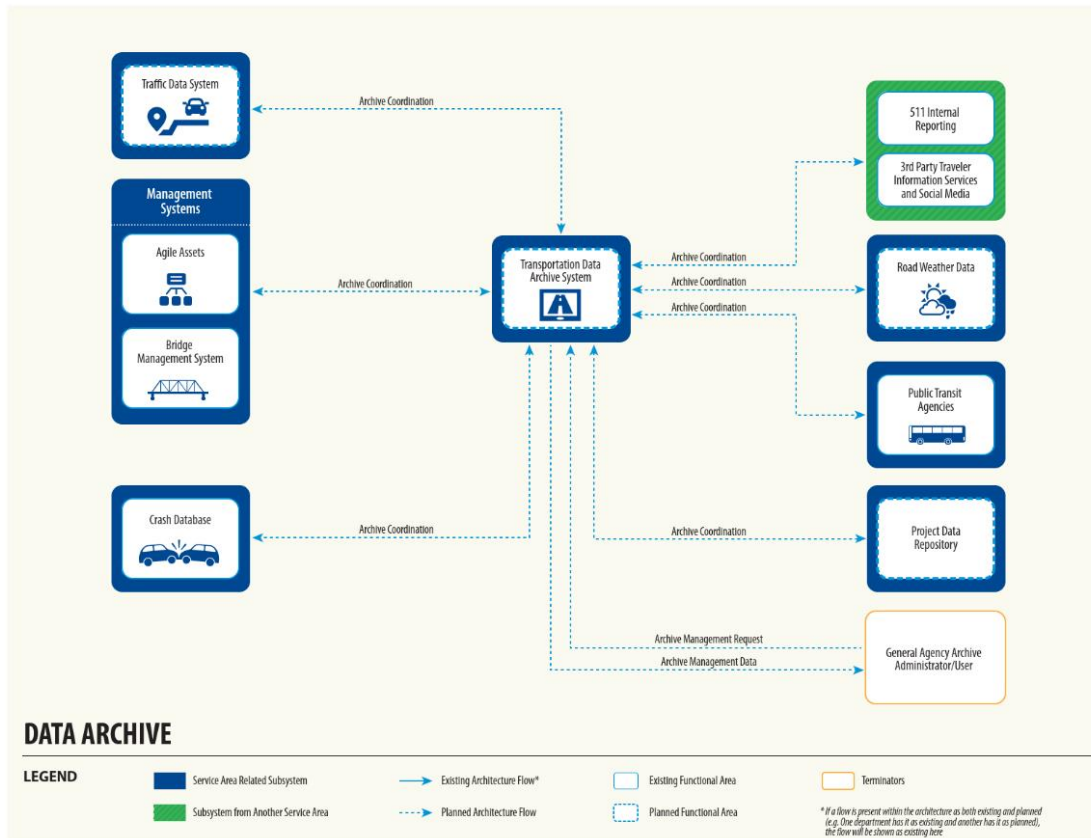 Traffic Data System
Archive Coordination
Management
Systems
Agile Assets
Bridge
Management System
Archive Coordination
Crash Database
Archive Coordination
Transportation Data
Archive System
511 Internal
Reporting
3rd Party Traveler
Information Services
and Social Media
Archive Coordination
Road Weather Data
Archive Coordination
Archive Coordination
Public Transit
Agencies
Archive Coordination
Project Data
Repository
Archive Management Request
Archive Management Data
General Agency Archive
Administrator/User
DATA ARCHIVE
LEGEND
Service Area Related Subsystem
Existing Architecture Flow*
Existing Functional Area
Terminators
Subsystem from Another Service Area
Planned Architecture Flow
Planned Functional Area
* If a flow is present within the architecture as both existing and planned
(e.g. One department has it as existing and another has it as planned),
the flow will be shown as existing here